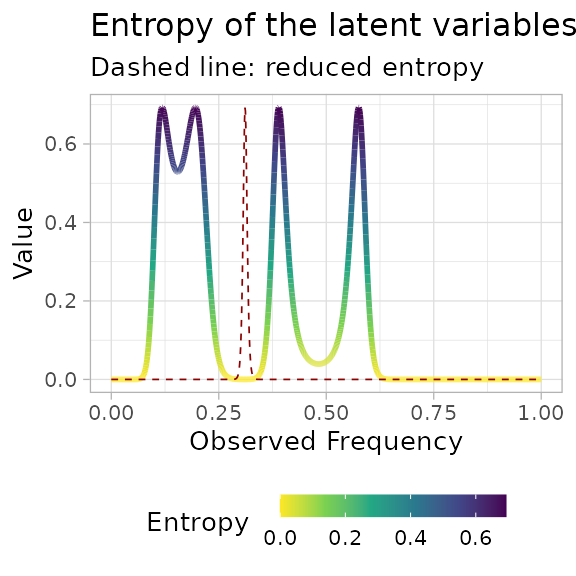 Entropy of the latent variables
Dashed line: reduced entropy
Value
0.6
0.4
0.2
0.0
0.00 0.25 0.50 0.75 1.00
Observed Frequency
Entropy
0.0 0.2 0.4 0.6